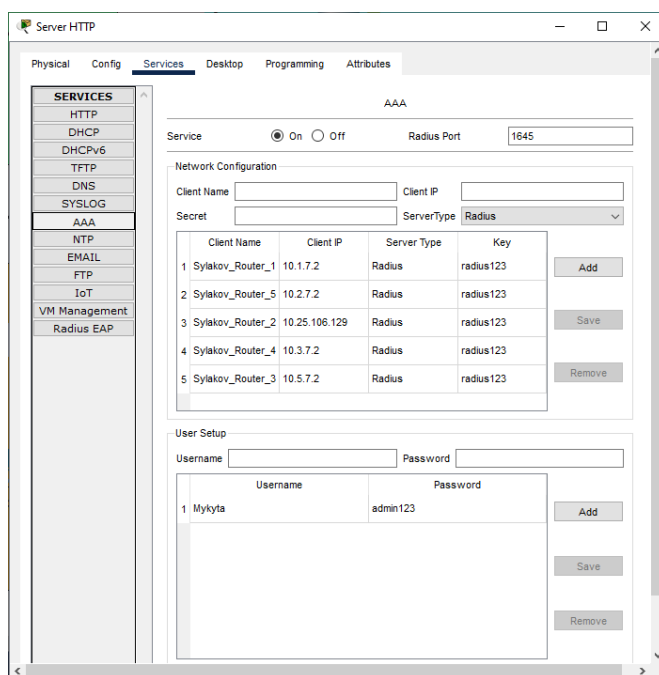 Server HTTP
Physical Config Services Desktop Programming Attributes
SERVICES
HTTP
DHCP
DHCPv6
TFTP
DNS
SYSLOG
AAA
NTP
EMAIL
FTP
IoT
VM Management
Radius EAP
AAA
Service On Off Radius Port 1645
Network Configuration
Client Name Client IP
Secret ServerType Radius
Client Name Client IP Server Type Key
1 Sylakov_Router_1 10.1.7.2 Radius radius123
2 Sylakov_Router_5 10.2.7.2 Radius radius123
3 Sylakov_Router_2 10.25.106.129 Radius radius123
4 Sylakov_Router_4 10.3.7.2 Radius radius123
5 Sylakov_Router_3 10.5.7.2 Radius radius123
Add
Save
Remove
User Setup
Username Password
Username Password
1 Mykyta admin123
Add
Save
Remove